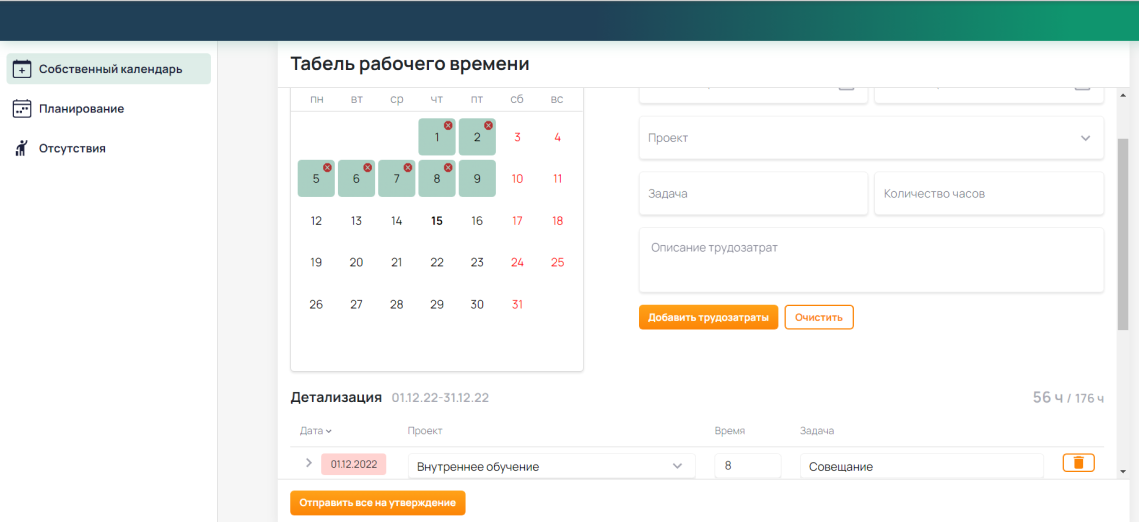 Табель рабочего времени
Собственный календарь
Планирование
Отсутствия
пн вт ср чт пт сб вс
1 2 3 4
5 6 7 8 9 10 11
12 13 14 15 16 17 18
19 20 21 22 23 24 25
26 27 28 29 30 31
Проект
Задача Количество часов
Описание трудозатрат
Добавить трудозатраты Очистить
Детализация 01.12.22-31.12.22 56 ч / 176 ч
Дата Проект Время Задача
01.12.2022 Внутреннее обучение 8 Совещание
Отправить все на утверждение